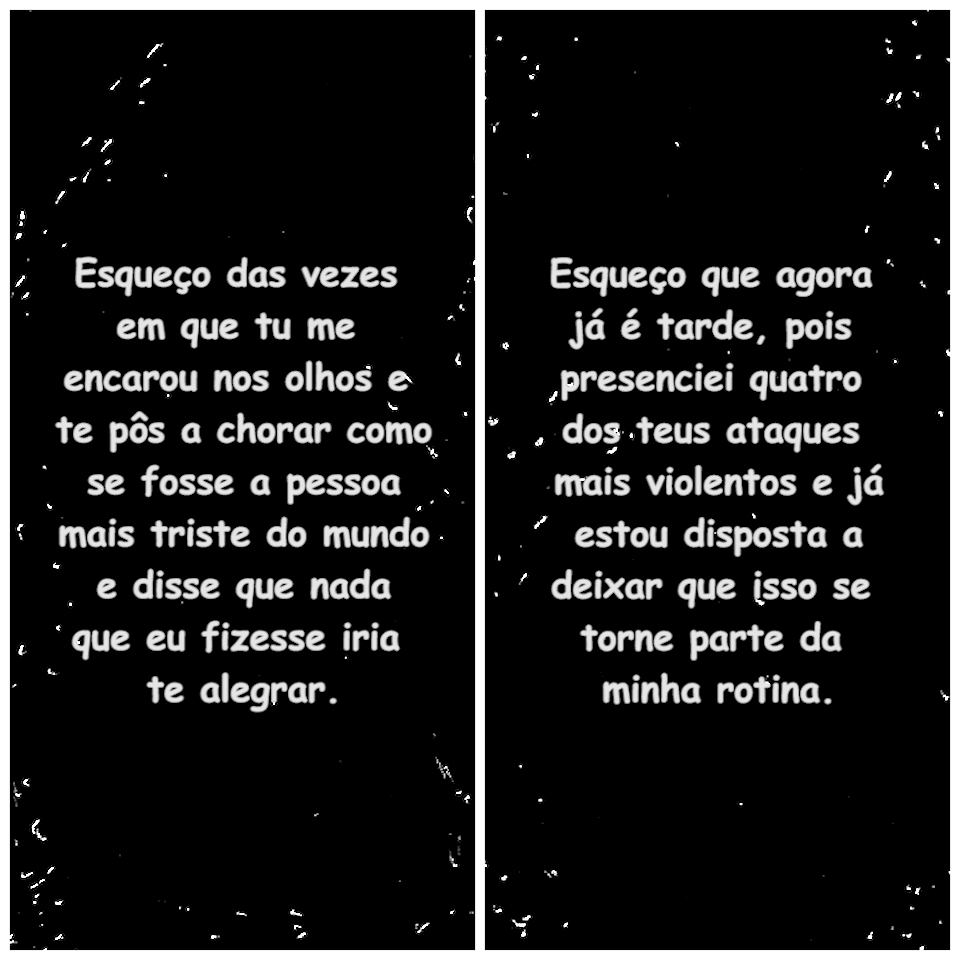 Esqueço das vezes
em que tu me
encarou nos olhos e
te pôs a chorar como
se fosse a pessoa
mais triste do mundo
e disse que nada
que eu fizesse iria
te alegrar.
Esqueço que agora
já é tarde, pois
presenciei quatro
dos teus ataques
mais violentos e já
estou disposta a
deixar que isso se
torne parte da
minha rotina.